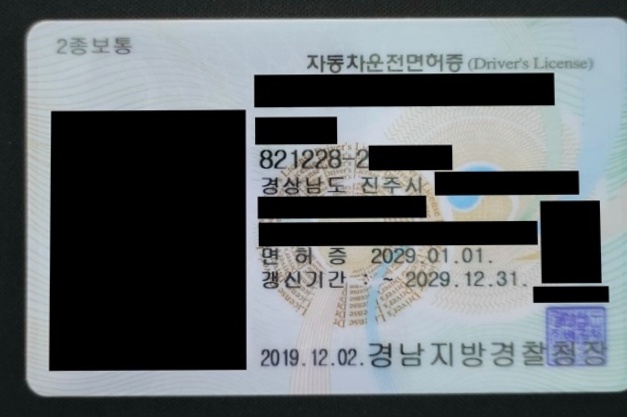 2종보통
자동차운전면허증 (Driver's License)
821228-2
경상남도 진주시
면 허 증 2029.01.01.
갱신기간 : ~ 2029.12.31.
2019.12.02. 경남지방경찰청장